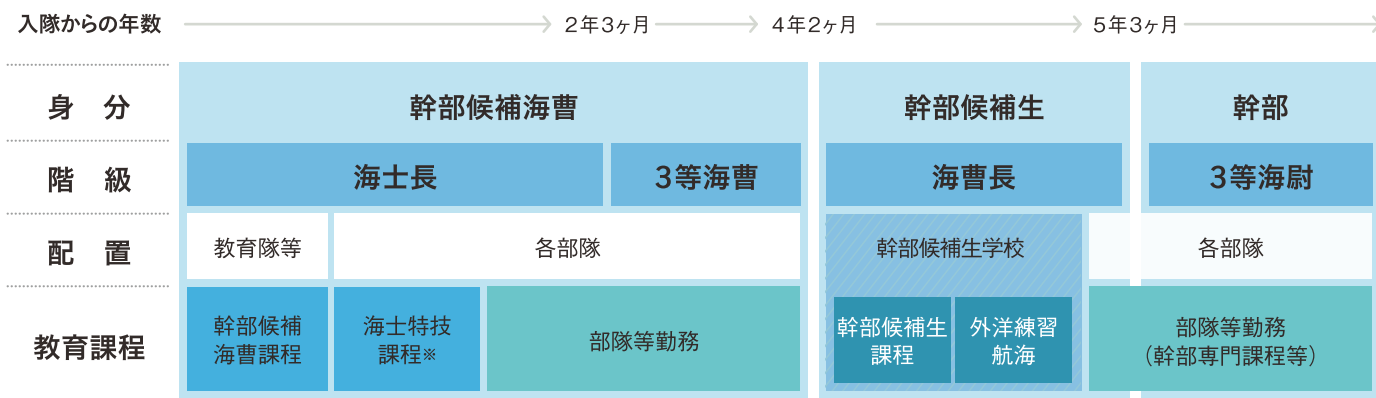 入隊からの年数 2年3ヶ月 4年2ヶ月 5年3ヶ月
身 分 幹部候補海曹 幹部候補生 幹部
階 級 海士長 3等海曹 海曹長 3等海尉
配 置 教育隊等 各部隊 幹部候補生学校 各部隊
教育課程
幹部候補
海曹課程
海士特技
課程※
部隊等勤務
幹部候補生
課程
外洋練習
航海
部隊等勤務
（幹部専門課程等）